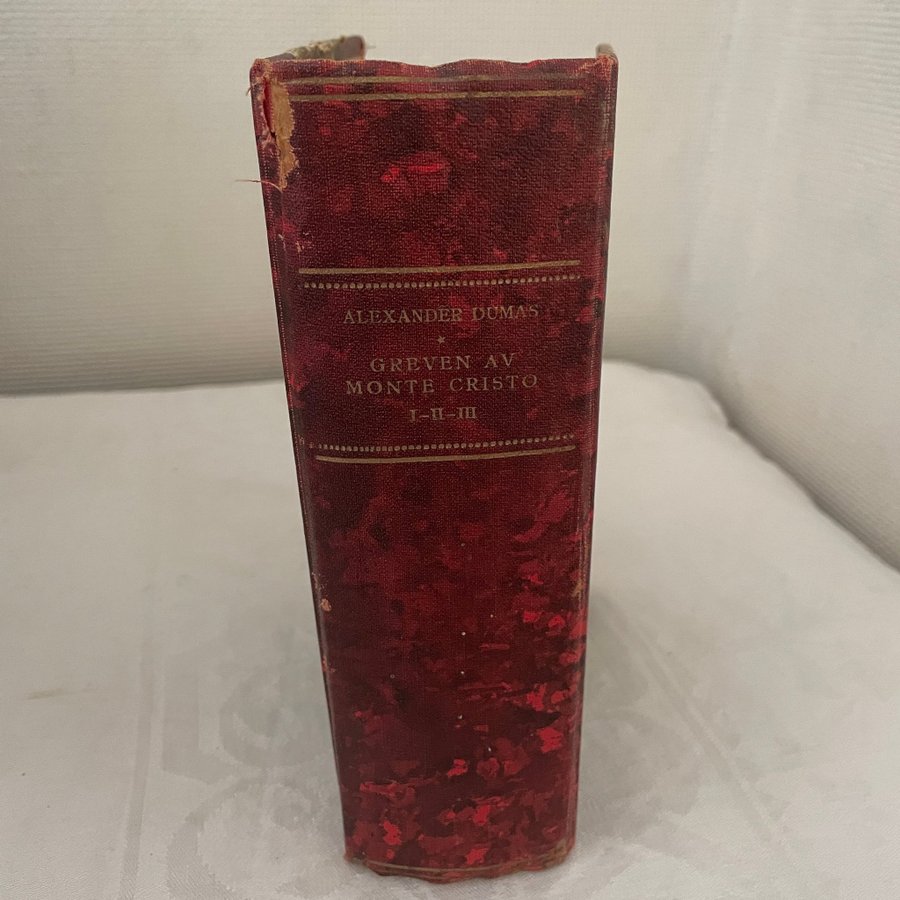 ALEXANDER DUMAS
*
GREVEN AV
MONTE CRISTO
I-II-III